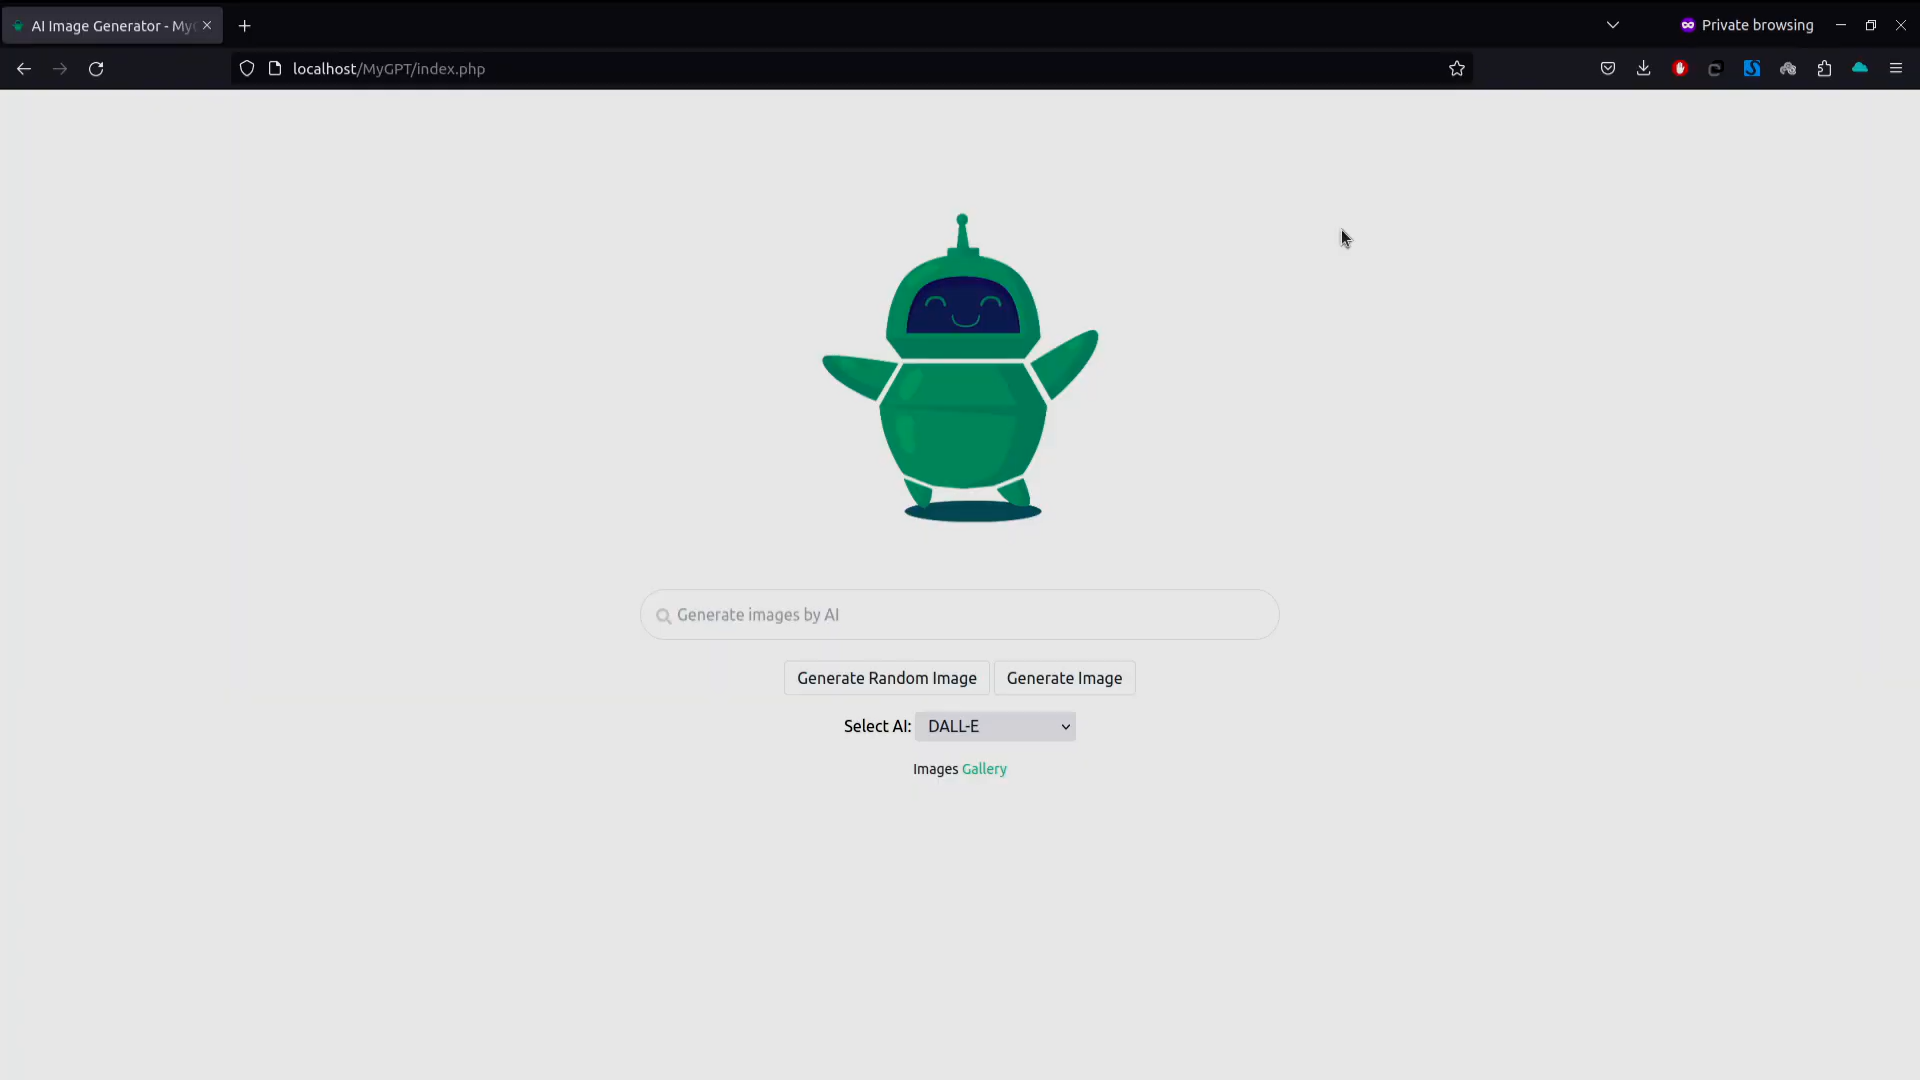 AI Image Generator - My
Private browsing
localhost/MyGPT/index.php
Generate images by AI
Generate Random Image
Generate Image
Select AI: DALL-E
Images Gallery